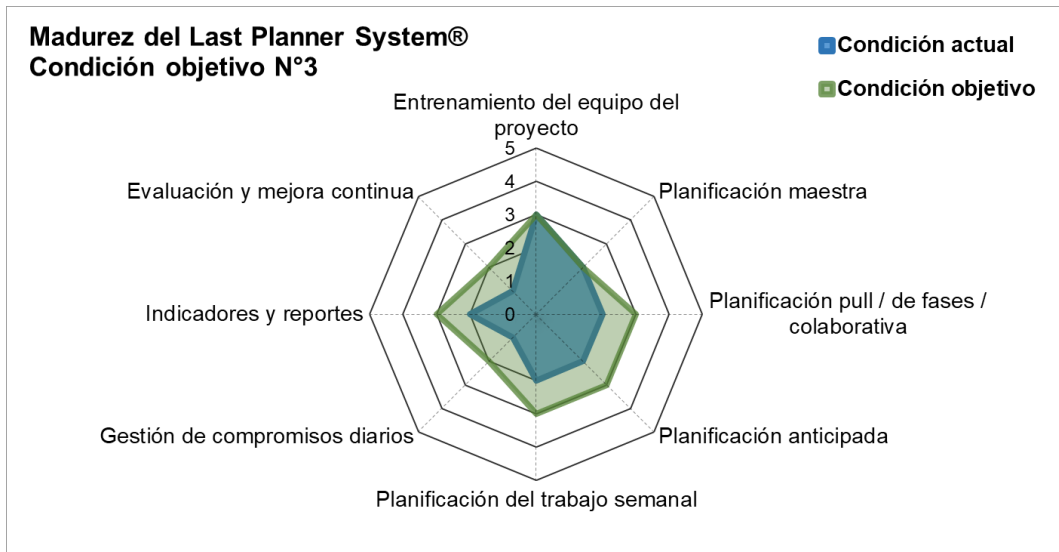 Madurez del Last Planner System®
Condición objetivo N°3
Condición actual
Condición objetivo
Entrenamiento del equipo del
proyecto
5
4
3
2
1
0
Evaluación y mejora continua
Planificación maestra
Indicadores y reportes
Planificación pull / de fases /
colaborativa
Gestión de compromisos diarios
Planificación anticipada
Planificación del trabajo semanal